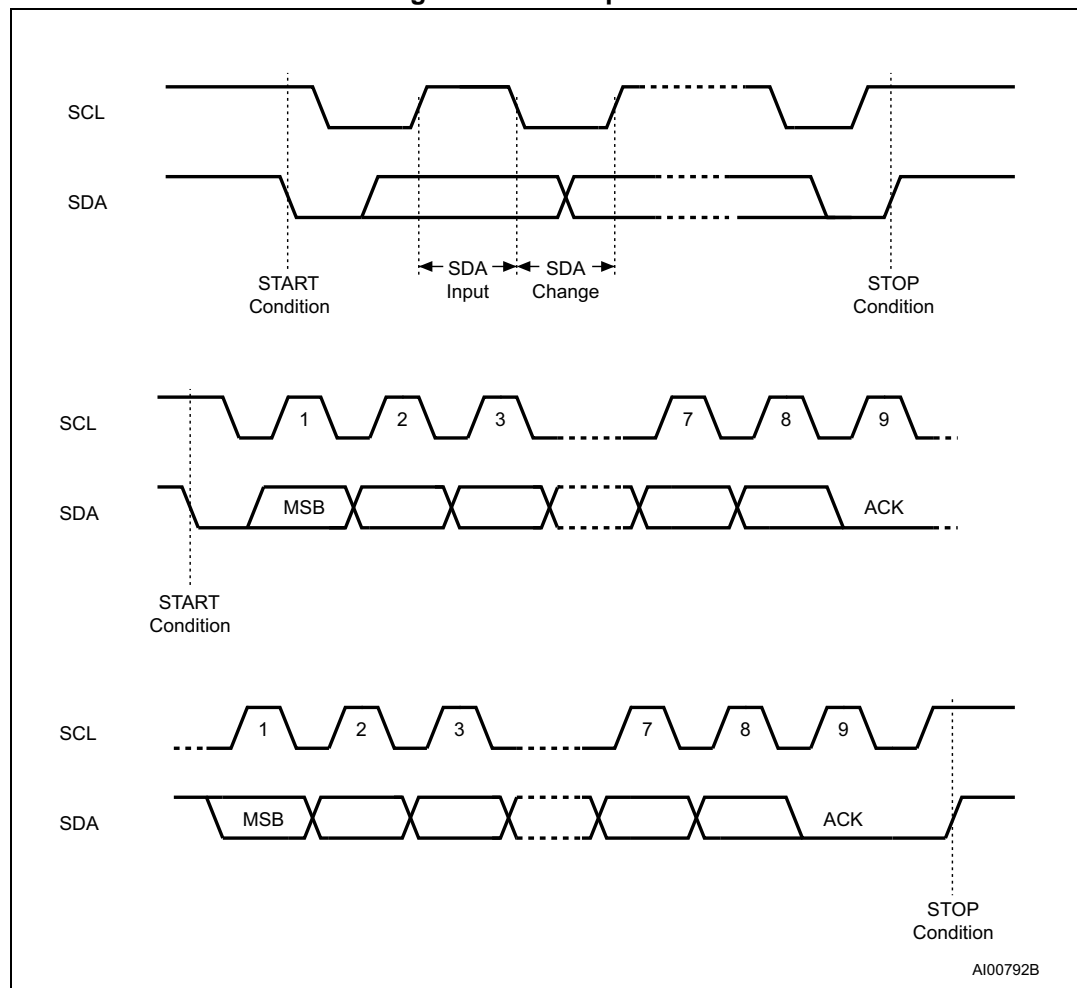 SCL
SDA
START
Condition
SDA
Input
SDA
Change
STOP
Condition
SCL
1 2 3 7 8 9
SDA
MSB ACK
START
Condition
SCL
1 2 3 7 8 9
SDA
MSB ACK
STOP
Condition
AI00792B